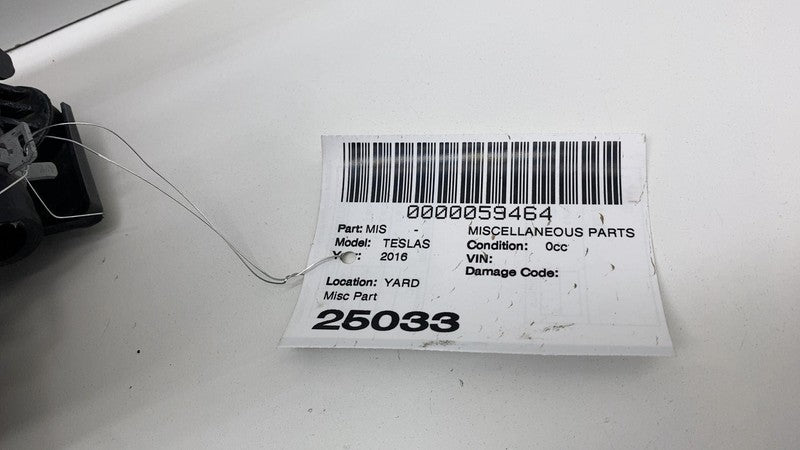 0000059464
Part: MIS - MISCELLANEOUS PARTS
Model: TESLAS Condition: 0cc
2016 VIN:
Damage Code:
Location: YARD
Misc Part
25033